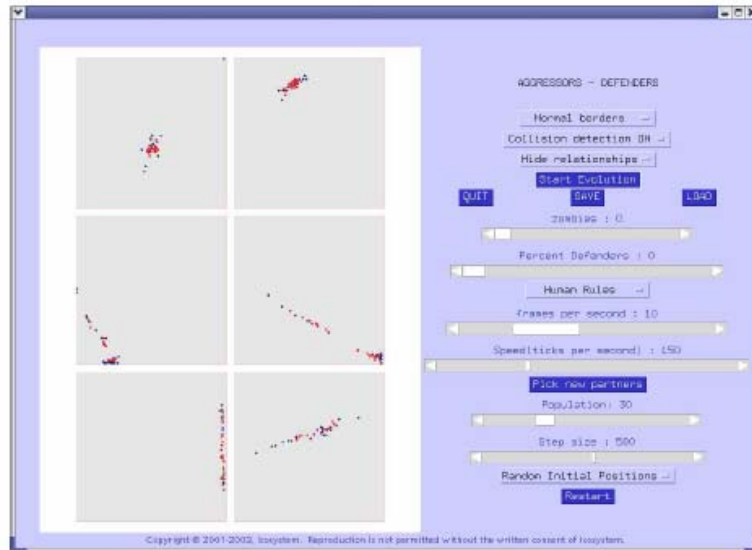 AGGRESSORS - DEFENDERS
Normal borders
Collision detection ON
Hide relationships
Start Evolution
QUIT SAVE LOAD
Zombies : 0
Percent Defenders : 0
Human Rules
frames per second : 10
Speed(ticks per second) : 150
Pick new partners
Population: 30
Step size : 500
Random Initial Positions
Restart
Copyright © 2001-2002, Icosystem. Reproduction is not permitted without the written consent of Icosystem.